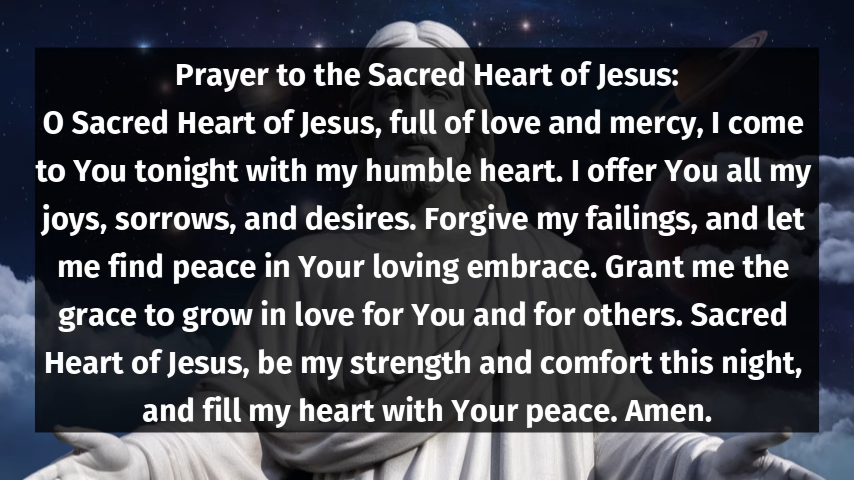 Prayer to the Sacred Heart of Jesus:
O Sacred Heart of Jesus, full of love and mercy, I come
to You tonight with my humble heart. I offer You all my
joys, sorrows, and desires. Forgive my failings, and let
me find peace in Your loving embrace. Grant me the
grace to grow in love for You and for others. Sacred
Heart of Jesus, be my strength and comfort this night,
and fill my heart with Your peace. Amen.